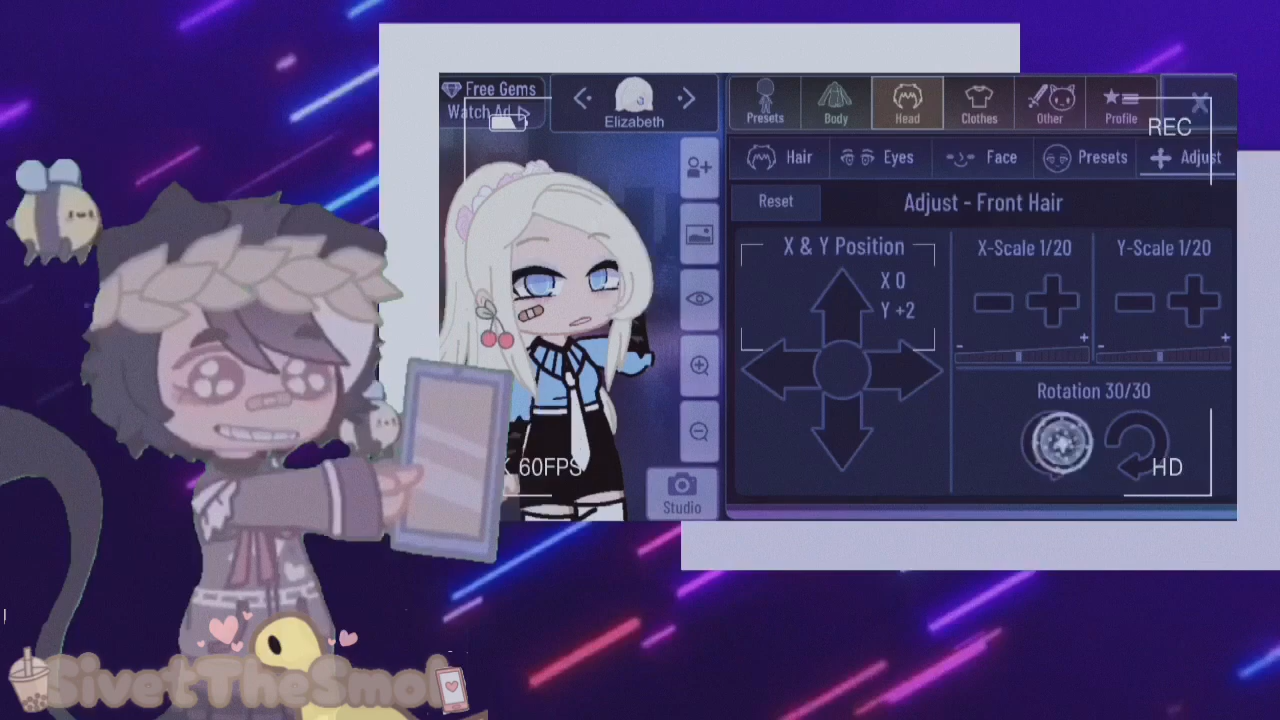 Free Gems
Watch Ad
Elizabeth
Presets
Body
Head
Clothes
Other
Profile
REC
Hair
Eyes
Face
Presets
Adjust
Reset
Adjust - Front Hair
X & Y Position
X 0
Y +2
X-Scale 1/20
Y-Scale 1/20
Rotation 30/30
K 60FPS
HD
Studio
SivetTheSmol